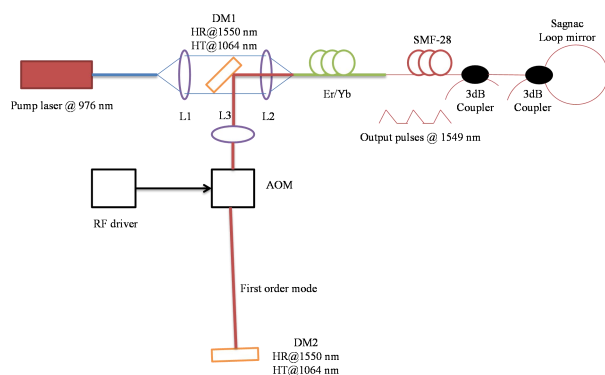 DM1
HR@1550 nm
HT@1064 nm
Pump laser @ 976 nm
L1
L3
L2
Er/Yb
SMF-28
Sagnac
Loop mirror
3dB
Coupler
3dB
Coupler
Output pulses @ 1549 nm
AOM
RF driver
First order mode
DM2
HR@1550 nm
HT@1064 nm